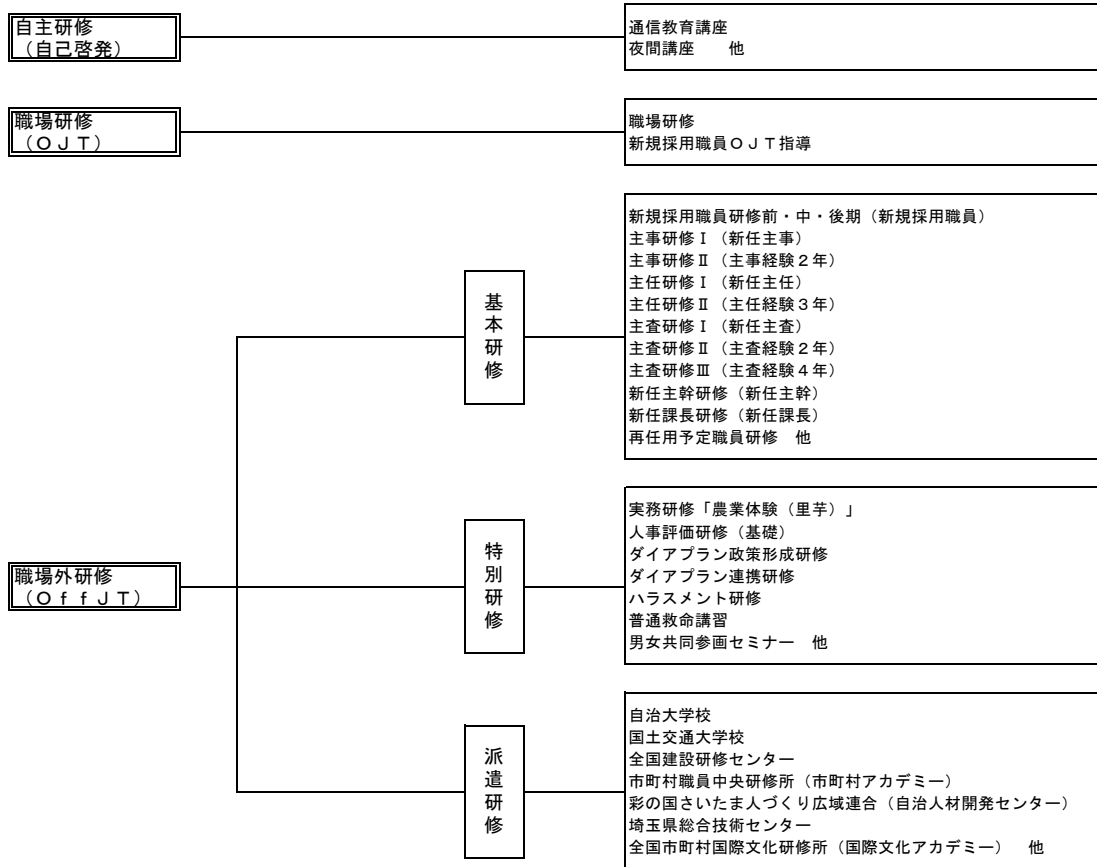 自主研修
（自己啓発）
通信教育講座
夜間講座　　他
職場研修
（ＯＪＴ）
職場研修
新規採用職員ＯＪＴ指導
職場外研修
（ＯｆｆＪＴ）
基本研修
新規採用職員研修前・中・後期（新規採用職員）
主事研修Ⅰ（新任主事）
主事研修Ⅱ（主事経験２年）
主任研修Ⅰ（新任主任）
主任研修Ⅱ（主任経験３年）
主査研修Ⅰ（新任主査）
主査研修Ⅱ（主査経験２年）
主査研修Ⅲ（主査経験４年）
新任主幹研修（新任主幹）
新任課長研修（新任課長）
再任用予定職員研修　他
特別研修
実務研修「農業体験（里芋）」
人事評価研修（基礎）
ダイアプラン政策形成研修
ダイアプラン連携研修
ハラスメント研修
普通救命講習
男女共同参画セミナー　他
派遣研修
自治大学校
国土交通大学校
全国建設研修センター
市町村職員中央研修所（市町村アカデミー）
彩の国さいたま人づくり広域連合（自治人材開発センター）
埼玉県総合技術センター
全国市町村国際文化研修所（国際文化アカデミー）　他